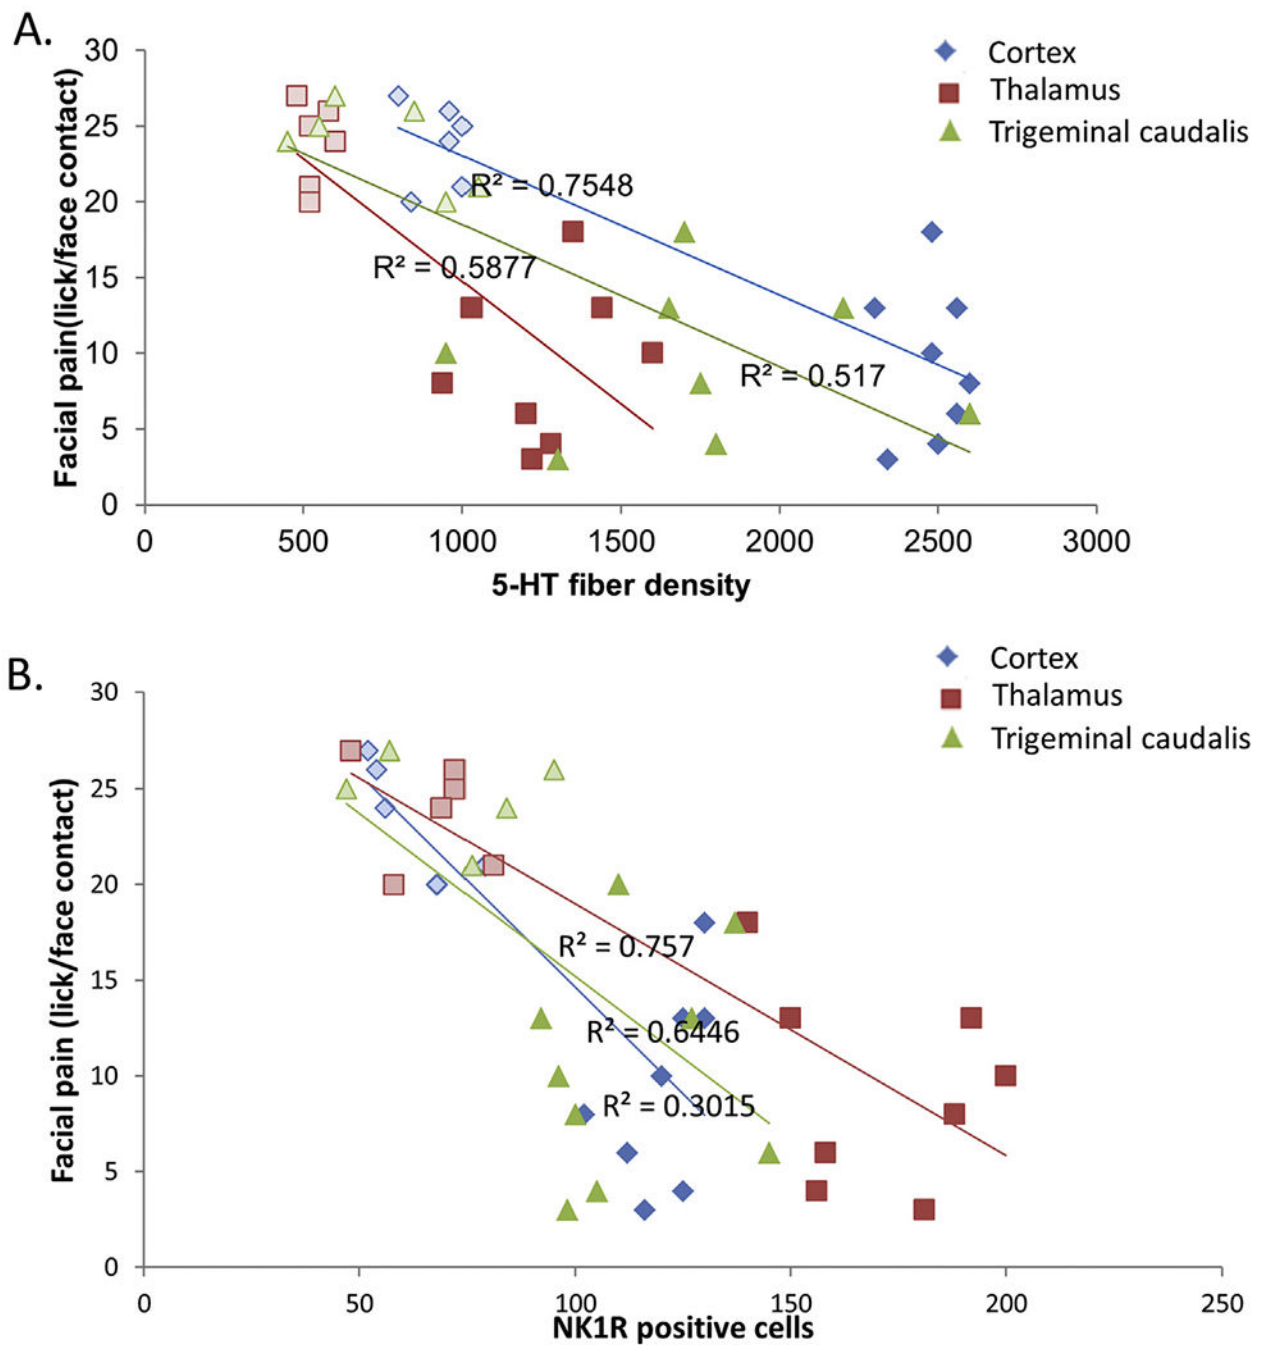 A.
Facial pain(lick/face contact)
30
25
20
15
10
5
0
Cortex
Thalamus
Trigeminal caudalis
R² = 0.7548
R² = 0.5877
R² = 0.517
0 500 1000 1500 2000 2500 3000
5-HT fiber density
B.
Facial pain (lick/face contact)
30
25
20
15
10
5
0
Cortex
Thalamus
Trigeminal caudalis
R² = 0.757
R² = 0.6446
R² = 0.3015
0 50 100 150 200 250
NK1R positive cells